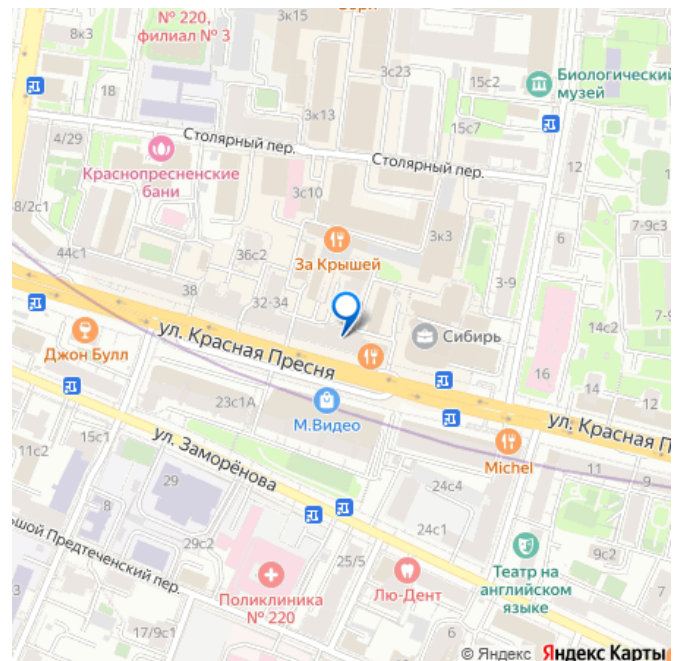 № 220,
филиал № 3
3к15
8к3
3с23
15с2
Биологический
музей
18
3к13
15с7
Столярный пер.
Столярный пер.
4/29
Краснопресненские
бани
12
3с10
8/2с1
7-9с3
36с2
3к3
6
44с1
За Крышей
3-9
38
32-34
14с2
Сибирь
ул. Красная Пресня
Джон Булл
16
14
12
23с1А
ул. Красная П
М.Видео
15с1
ул. Заморёнова
11с2
Michel
11
9
29
24с4
8
24с1
29с2
ьшой Предтеченский пер.
25/5
9с2
Театр на
английском
языке
3
Поликлиника
№ 220
Лю-Дент
7
17/9с1
6
© Яндекс Яндекс Карты